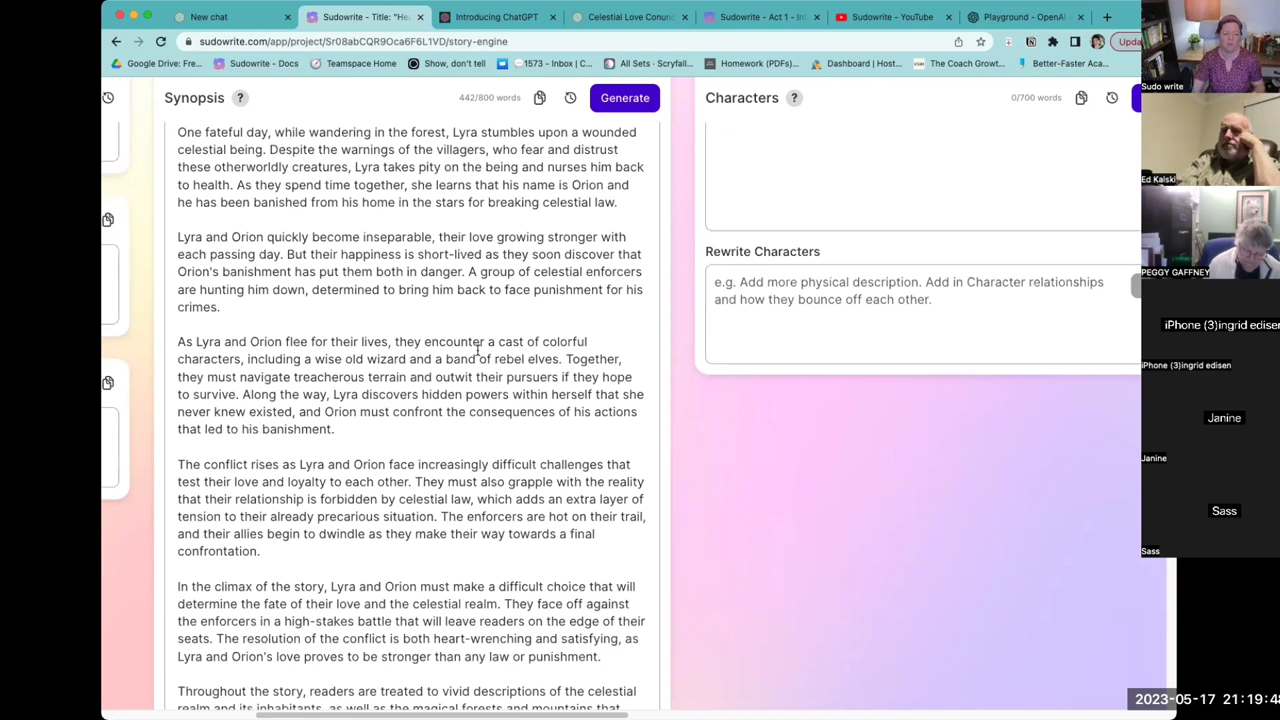 New chat
Sudowrite - Title: "Hea
Introducing ChatGPT
Celestial Love Conun
Sudowrite - Act 1 - In
Sudowrite - YouTube
Playground - OpenAI
sudowrite.com/app/project/Sr08abCQR9Oca6F6L1VD/story-engine
Upda
Google Drive: Fre...
Sudowrite - Docs
Teamspace Home
Show, don't tell
1573 - Inbox | C...
All Sets · Scryfall...
Homework (PDFs)...
Dashboard | Host...
The Coach Growt...
Better-Faster Aca...
Synopsis ?
442/800 words
Generate
One fateful day, while wandering in the forest, Lyra stumbles upon a wounded
celestial being. Despite the warnings of the villagers, who fear and distrust
these otherworldly creatures, Lyra takes pity on the being and nurses him back
to health. As they spend time together, she learns that his name is Orion and
he has been banished from his home in the stars for breaking celestial law.
Lyra and Orion quickly become inseparable, their love growing stronger with
each passing day. But their happiness is short-lived as they soon discover that
Orion's banishment has put them both in danger. A group of celestial enforcers
are hunting him down, determined to bring him back to face punishment for his
crimes.
As Lyra and Orion flee for their lives, they encounter a cast of colorful
characters, including a wise old wizard and a band of rebel elves. Together,
they must navigate treacherous terrain and outwit their pursuers if they hope
to survive. Along the way, Lyra discovers hidden powers within herself that she
never knew existed, and Orion must confront the consequences of his actions
that led to his banishment.
The conflict rises as Lyra and Orion face increasingly difficult challenges that
test their love and loyalty to each other. They must also grapple with the reality
that their relationship is forbidden by celestial law, which adds an extra layer of
tension to their already precarious situation. The enforcers are hot on their trail,
and their allies begin to dwindle as they make their way towards a final
confrontation.
In the climax of the story, Lyra and Orion must make a difficult choice that will
determine the fate of their love and the celestial realm. They face off against
the enforcers in a high-stakes battle that will leave readers on the edge of their
seats. The resolution of the conflict is both heart-wrenching and satisfying, as
Lyra and Orion's love proves to be stronger than any law or punishment.
Throughout the story, readers are treated to vivid descriptions of the celestial
realm and its inhabitants, as well as the magical forests and mountains that
Characters ?
0/700 words
Rewrite Characters
e.g. Add more physical description. Add in Character relationships
and how they bounce off each other.
Sudo write
Ed Kalski
PEGGY GAFFNEY
iPhone (3)ingrid edisen
iPhone (3)ingrid edisen
Janine
Janine
Sass
Sass
2023-05-17 21:19:4